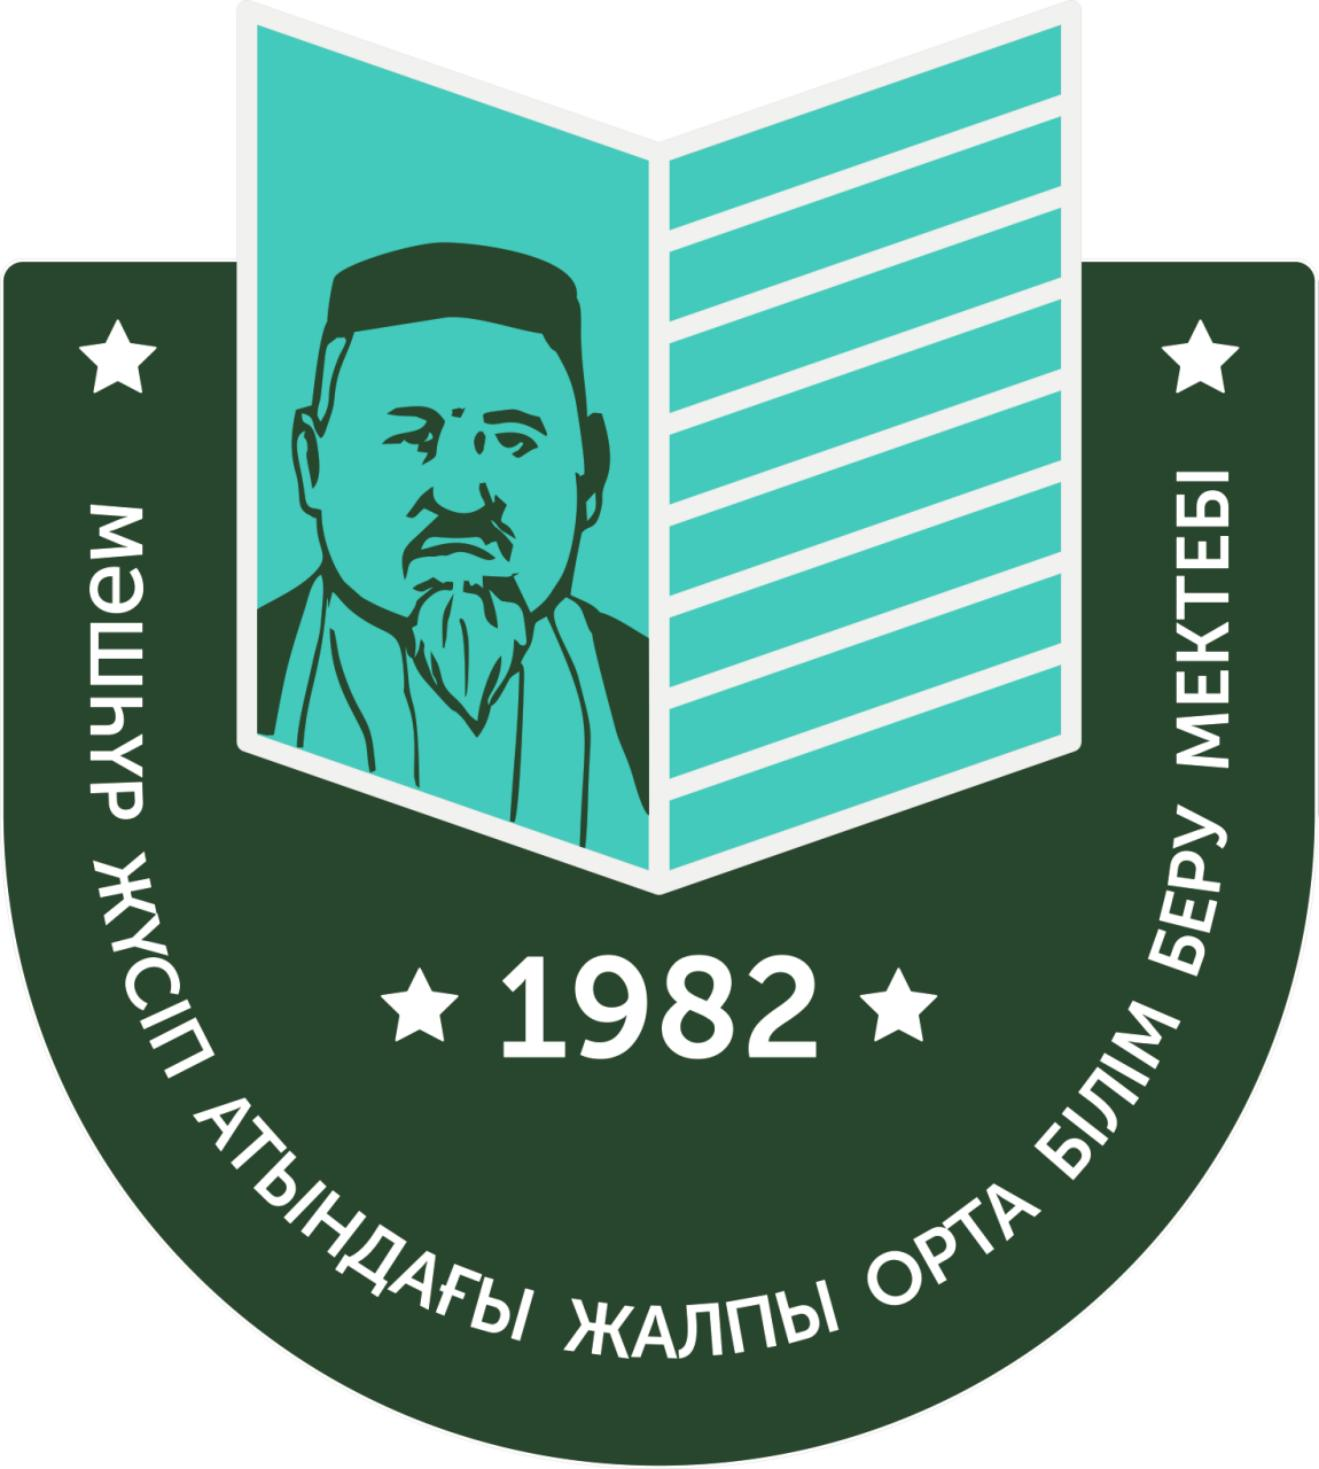 МӘШҺҮР ЖҮСІП АТЫНДАҒЫ ЖАЛПЫ ОРТА БІЛІМ БЕРУ МЕКТЕБІ
1982